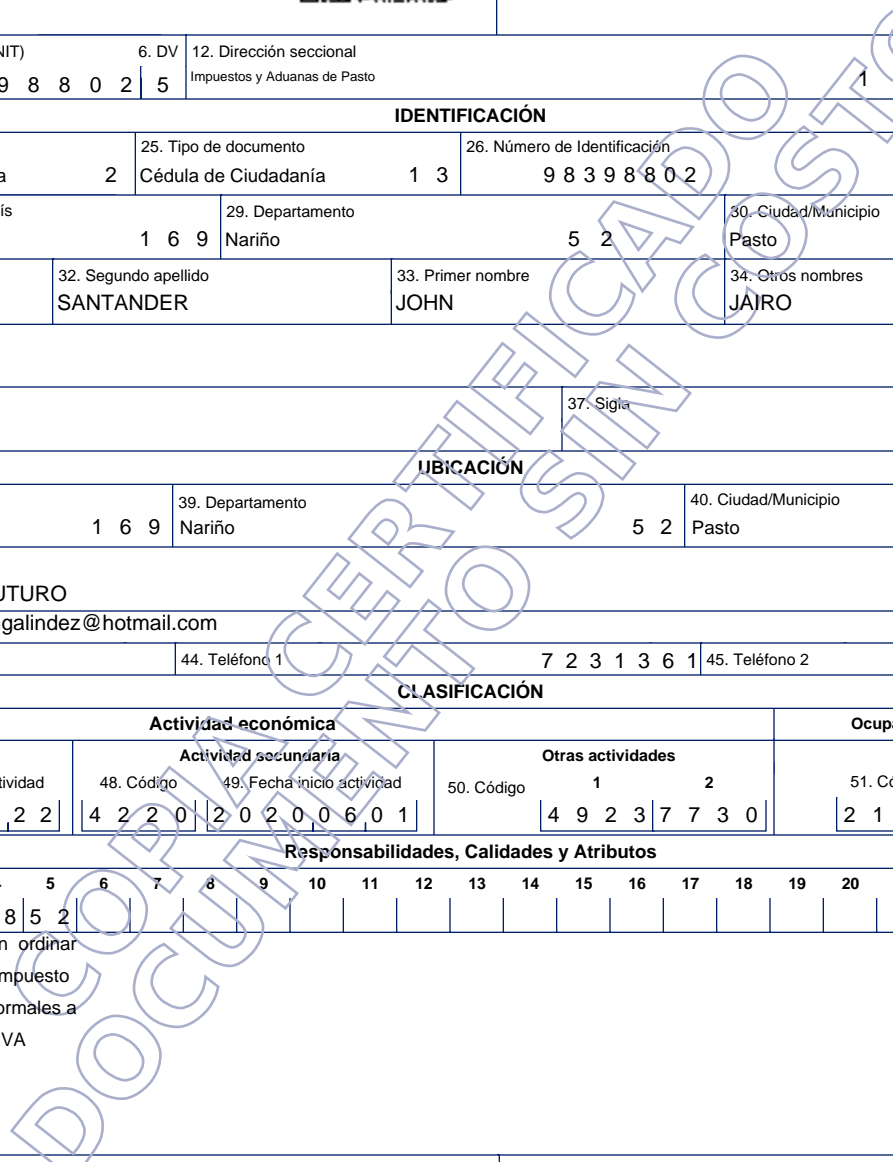 NIT)
6. DV
12. Dirección seccional
9 8 8 0 2
5
Impuestos y Aduanas de Pasto
1
IDENTIFICACIÓN
25. Tipo de documento
26. Número de Identificación
a
2
Cédula de Ciudadanía
1 3
9 8 3 9 8 8 0 2
ís
29. Departamento
30. Ciudad/Municipio
1 6 9
Nariño
5 2
Pasto
32. Segundo apellido
33. Primer nombre
34. Otros nombres
SANTANDER
JOHN
JAIRO
37. Sigla
UBICACIÓN
39. Departamento
40. Ciudad/Municipio
1 6 9
Nariño
5 2
Pasto
UTURO
galindez@hotmail.com
44. Teléfono 1
7 2 3 1 3 6 1
45. Teléfono 2
CLASIFICACIÓN
Actividad económica
Ocupa
Actividad secundaria
Otras actividades
tividad
48. Código
49. Fecha inicio actividad
50. Código
1
2
51. Có
2 2
4 2 2 0
2 0 2 0 0 6 0 1
4 9 2 3
7 7 3 0
2 1
Responsabilidades, Calidades y Atributos
5 6 7 8 9 10 11 12 13 14 15 16 17 18 19 20
8
5 2
n ordinar
mpuesto
ormales a
VA
COPIA CERTIFICADO
DOCUMENTO SIN COSTO